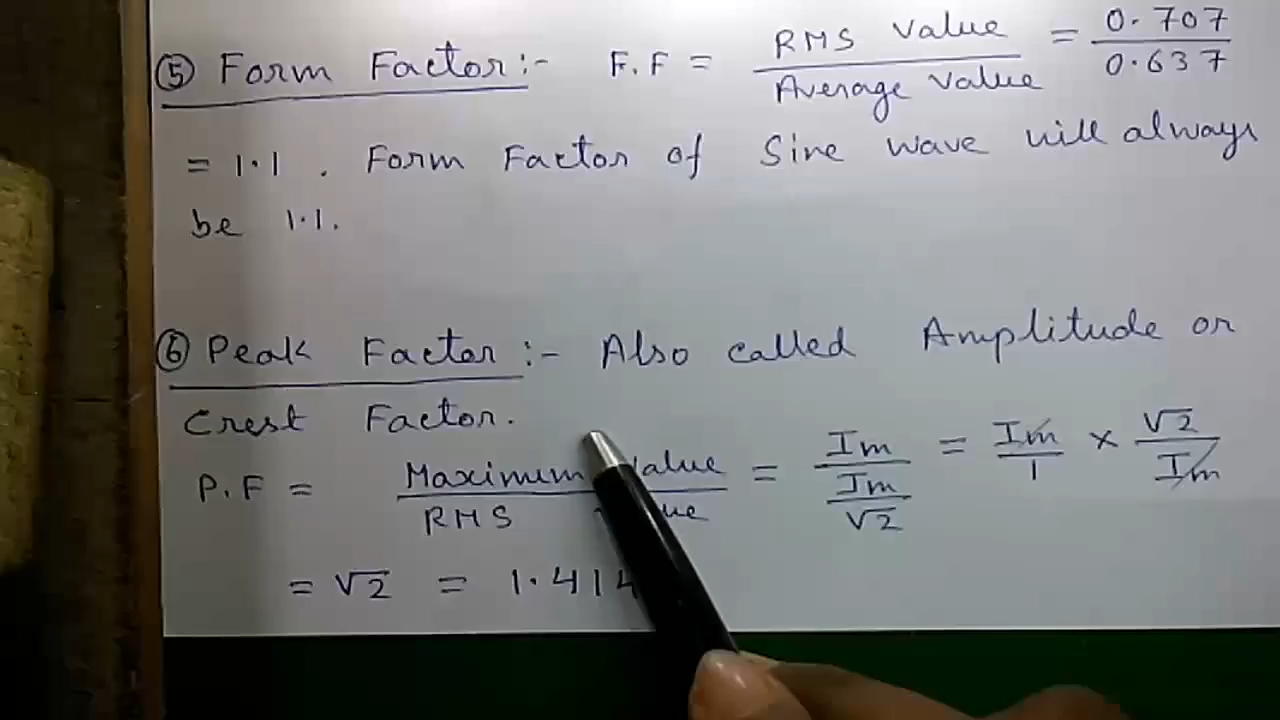 ⑤ Form Factor:- F.F = RMS Value / Average Value = 0.707 / 0.637
= 1.1 . Form Factor of Sine wave will always
be 1.1.
⑥ Peak Factor:- Also called Amplitude or
Crest Factor.
P.F = Maximum Value / RMS = Im / (Im / √2) = Im / 1 × √2 / Im
= √2 = 1.414